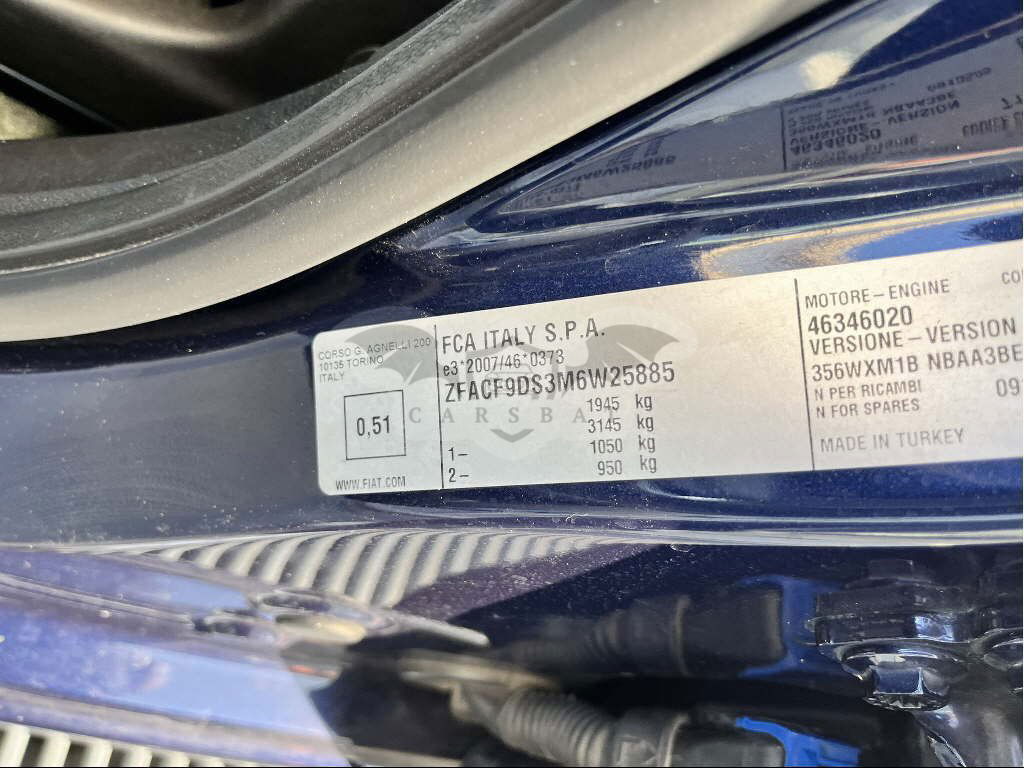 CORSO G. AGNELLI 200
10135 TORINO
ITALY
0,51
WWW.FIAT.COM
FCA ITALY S.P.A.
e3*2007/46*0373
ZFACF9DS3M6W25885
1945 kg
3145 kg
1– 1050 kg
2– 950 kg
MOTORE–ENGINE
46346020
VERSIONE–VERSION
356WXM1B NBAA3BE
N PER RICAMBI
N FOR SPARES
MADE IN TURKEY
CARSBA